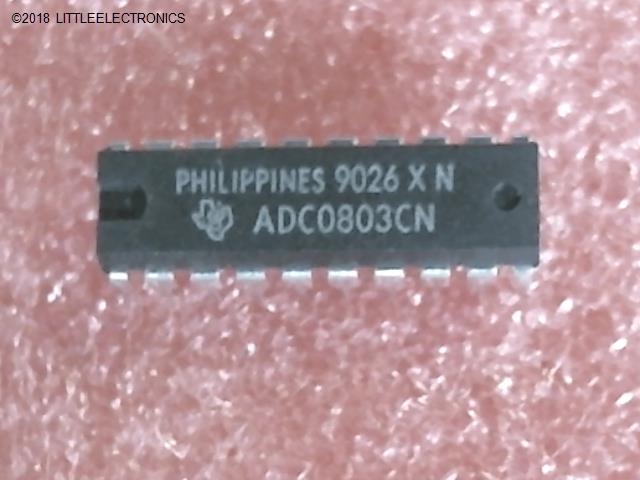 ©2018 LITTLEELECTRONICS
PHILIPPINES 9026 X N
ADC0803CN